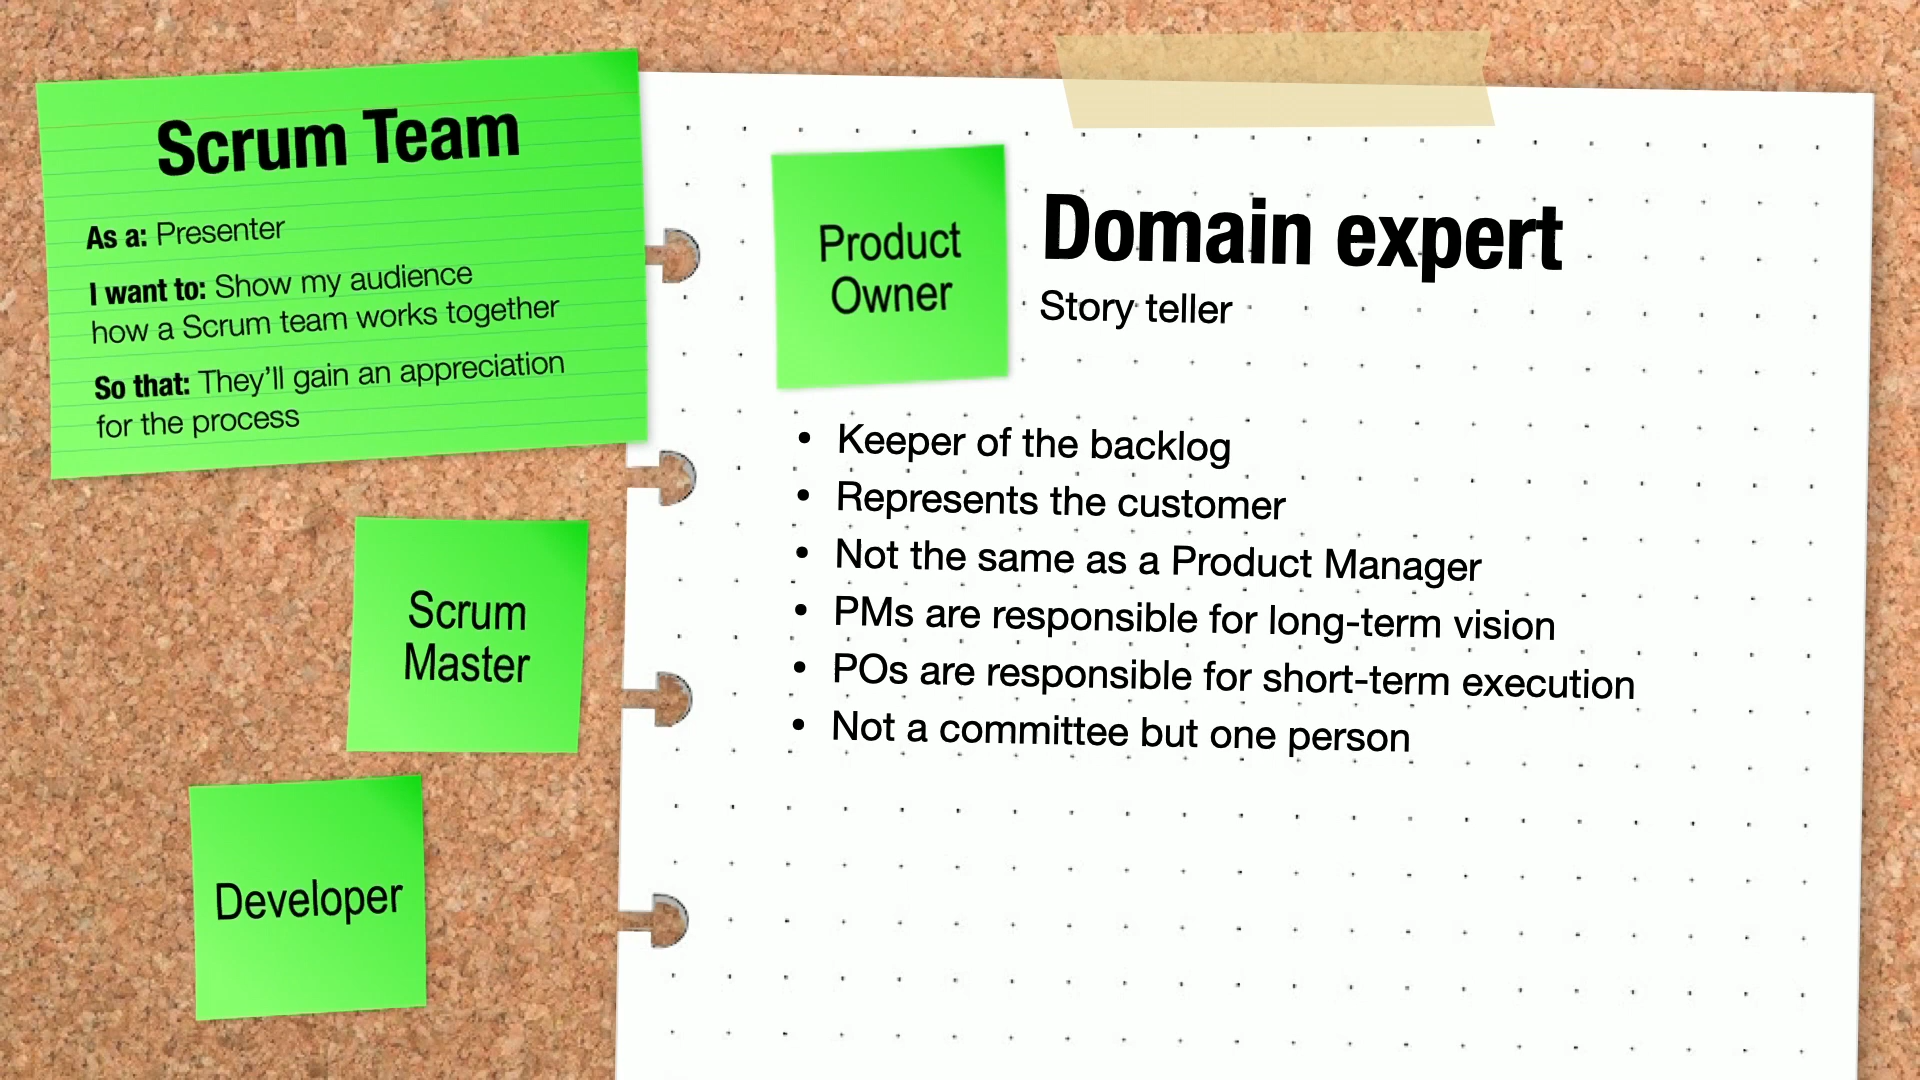 Scrum Team
As a: Presenter
I want to: Show my audience
how a Scrum team works together
So that: They’ll gain an appreciation
for the process
Product
Owner
Domain expert
Story teller
• Keeper of the backlog
• Represents the customer
• Not the same as a Product Manager
• PMs are responsible for long-term vision
• POs are responsible for short-term execution
• Not a committee but one person
Scrum
Master
Developer